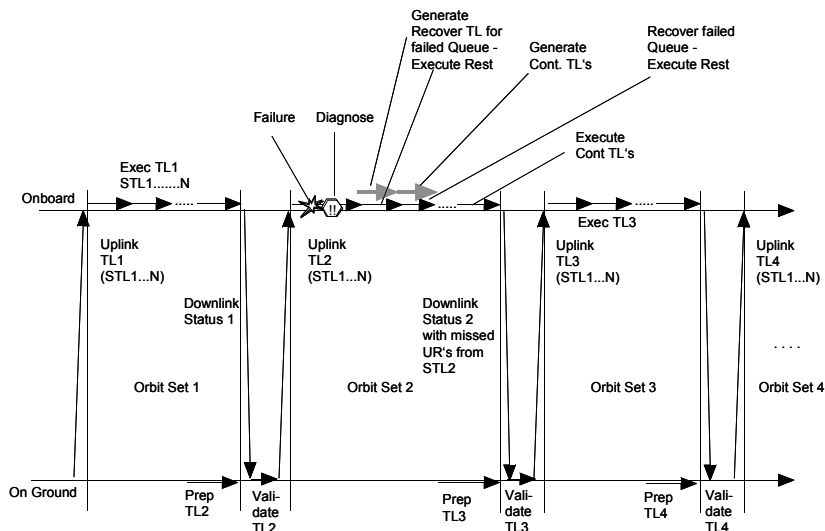 Generate
Recover TL for
failed Queue -
Execute Rest
Generate
Cont. TL's
Recover failed
Queue -
Execute Rest
Failure
Diagnose
Execute
Cont TL's
Exec TL1
STL1.......N
.....
.....
.....
Onboard
Exec TL3
Uplink
TL1
(STL1...N)
Uplink
TL2
(STL1...N)
Uplink
TL3
(STL1...N)
Uplink
TL4
(STL1...N)
!!
Downlink
Status 1
Downlink
Status 2
with missed
UR's from
STL2
. . . .
Orbit Set 1
Orbit Set 2
Orbit Set 3
Orbit Set 4
On Ground
Prep
TL2
Vali-
date
TL2
Prep
TL3
Vali-
date
TL3
Prep
TL4
Vali-
date
TL4